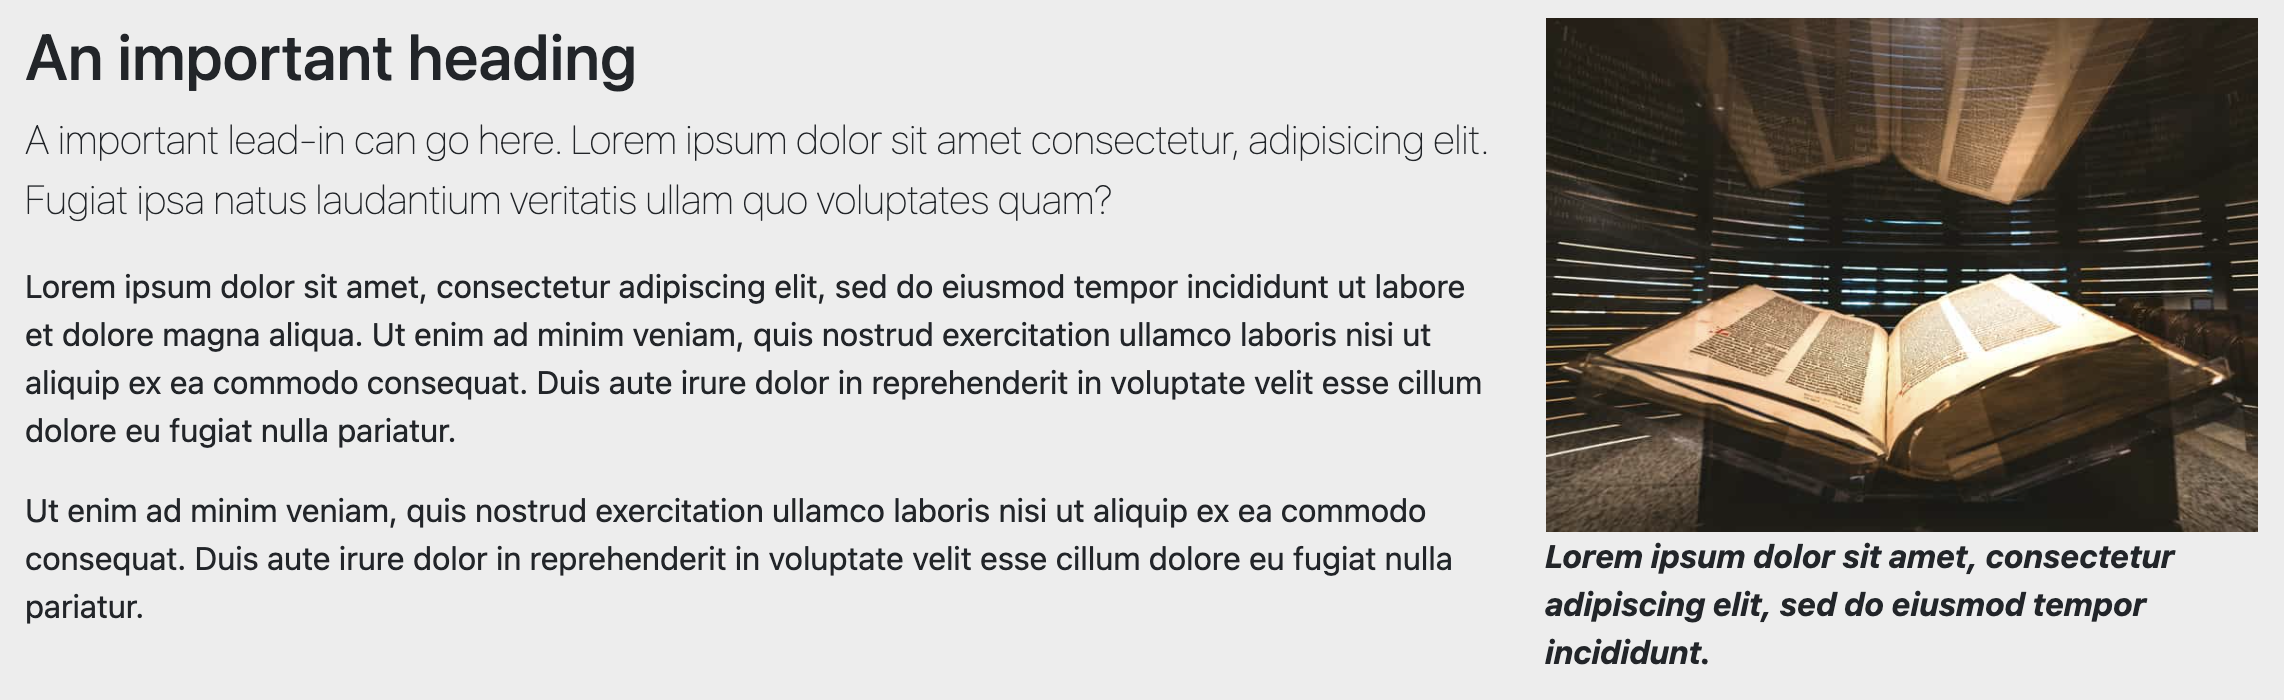 An important heading
A important lead-in can go here. Lorem ipsum dolor sit amet consectetur, adipisicing elit.
Fugiat ipsa natus laudantium veritatis ullam quo voluptates quam?
Lorem ipsum dolor sit amet, consectetur adipiscing elit, sed do eiusmod tempor incididunt ut labore
et dolore magna aliqua. Ut enim ad minim veniam, quis nostrud exercitation ullamco laboris nisi ut
aliquip ex ea commodo consequat. Duis aute irure dolor in reprehenderit in voluptate velit esse cillum
dolore eu fugiat nulla pariatur.
Ut enim ad minim veniam, quis nostrud exercitation ullamco laboris nisi ut aliquip ex ea commodo
consequat. Duis aute irure dolor in reprehenderit in voluptate velit esse cillum dolore eu fugiat nulla
pariatur.
Lorem ipsum dolor sit amet, consectetur
adipiscing elit, sed do eiusmod tempor
incididunt.